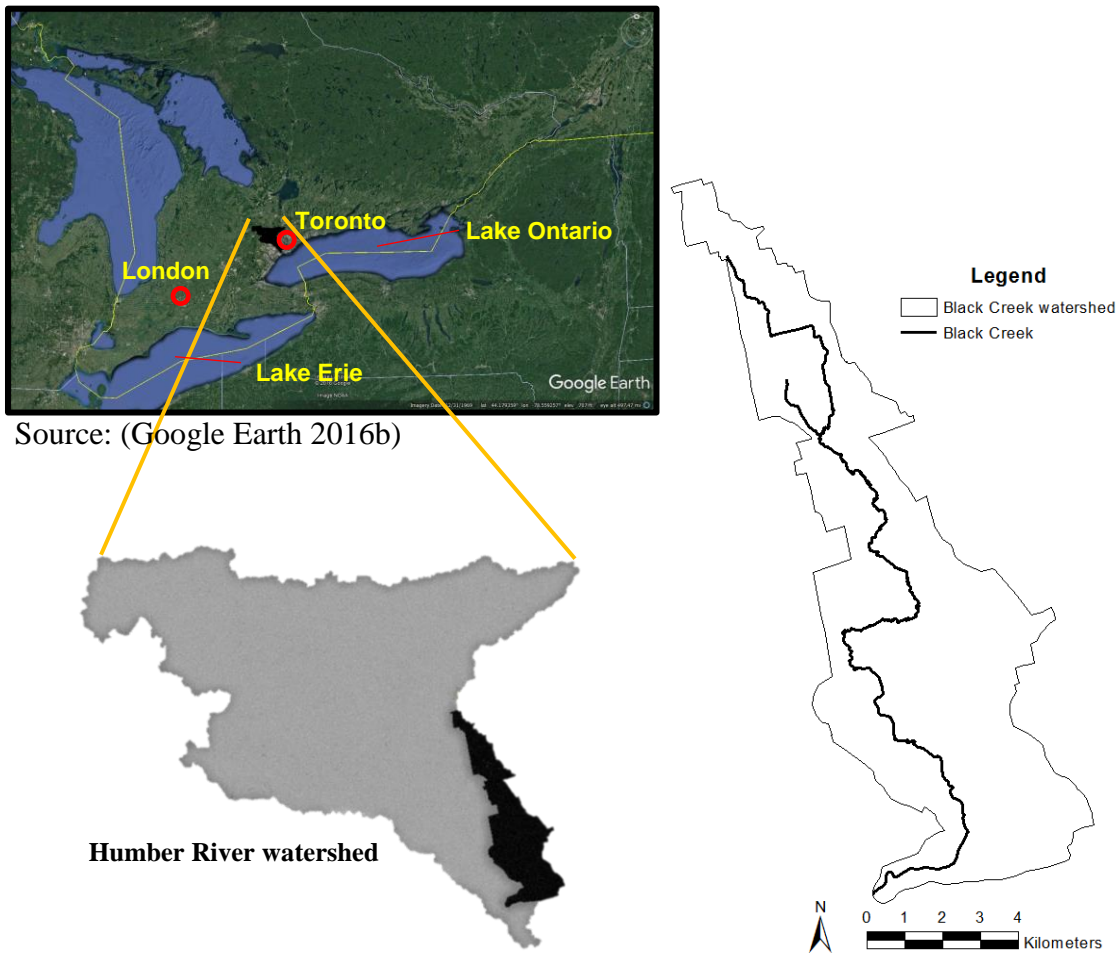 Toronto
Lake Ontario
London
Lake Erie
Google Earth
Source: (Google Earth 2016b)
Humber River watershed
Legend
Black Creek watershed
Black Creek
N
0 1 2 3 4
Kilometers